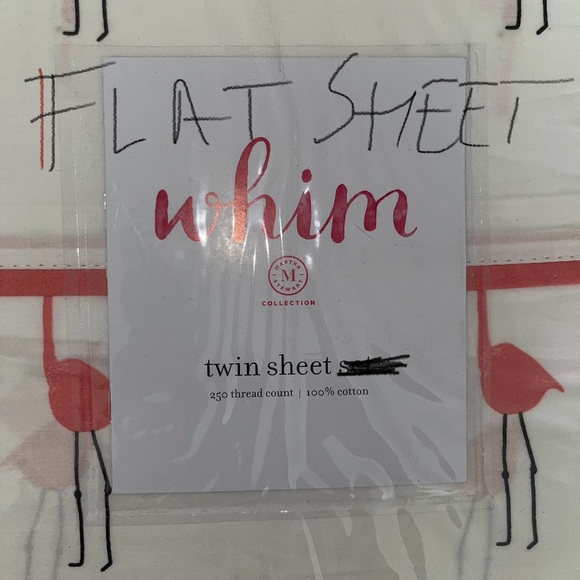 FLAT SHEET
whim
MARTHA STEWART
M
COLLECTION
twin sheet
250 thread count | 100% cotton